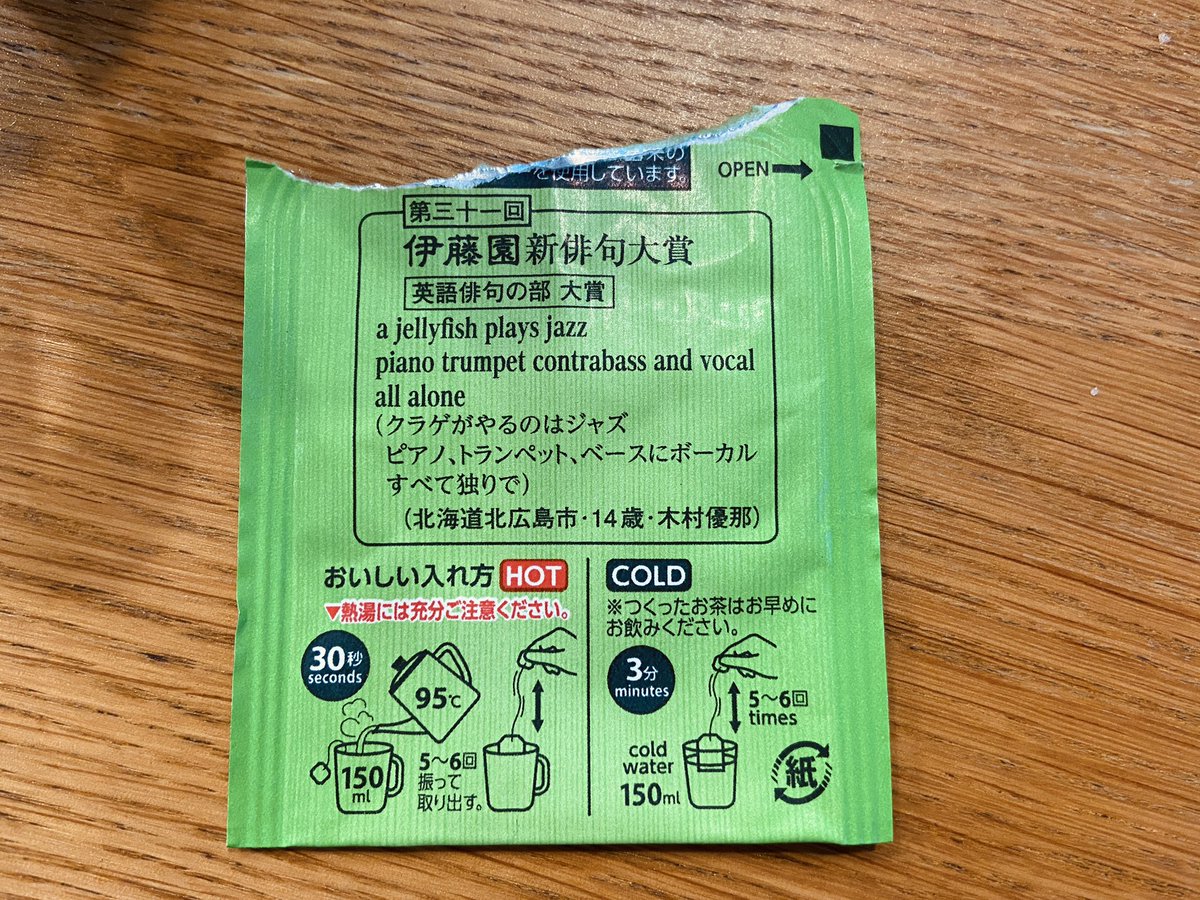 を使用しています。
OPEN
第三十一回
伊藤園新俳句大賞
英語俳句の部 大賞
a jellyfish plays jazz
piano trumpet contrabass and vocal
all alone
(クラゲがやるのはジャズ
ピアノ、トランペット、ベースにボーカル
すべて独りで)
(北海道北広島市・14歳・木村優那)
おいしい入れ方 HOT
▼熱湯には充分ご注意ください。
30秒
seconds
95℃
150
ml
5〜6回
振って
取り出す。
COLD
※つくったお茶はお早めに
お飲みください。
3分
minutes
5〜6回
times
cold
water
150ml
紙